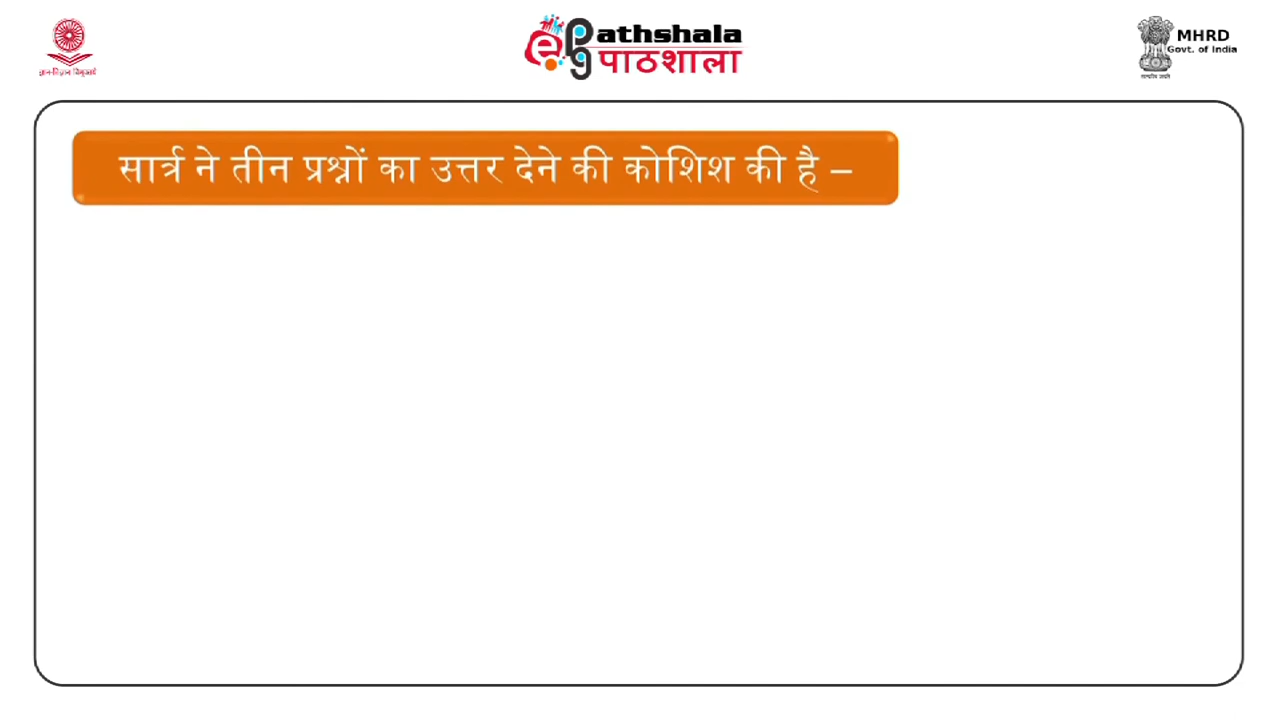 athshala
पाठशाला
MHRD
Govt. of India
सार्त्र ने तीन प्रश्नों का उत्तर देने की कोशिश की है –